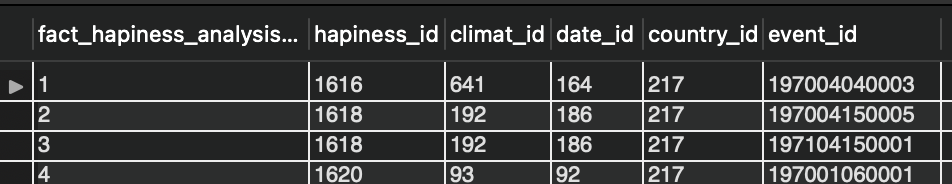 fact_hapiness_analysis... hapiness_id climat_id date_id country_id event_id
1 1616 641 164 217 197004040003
2 1618 192 186 217 197004150005
3 1618 192 186 217 197104150001
4 1620 93 92 217 197001060001